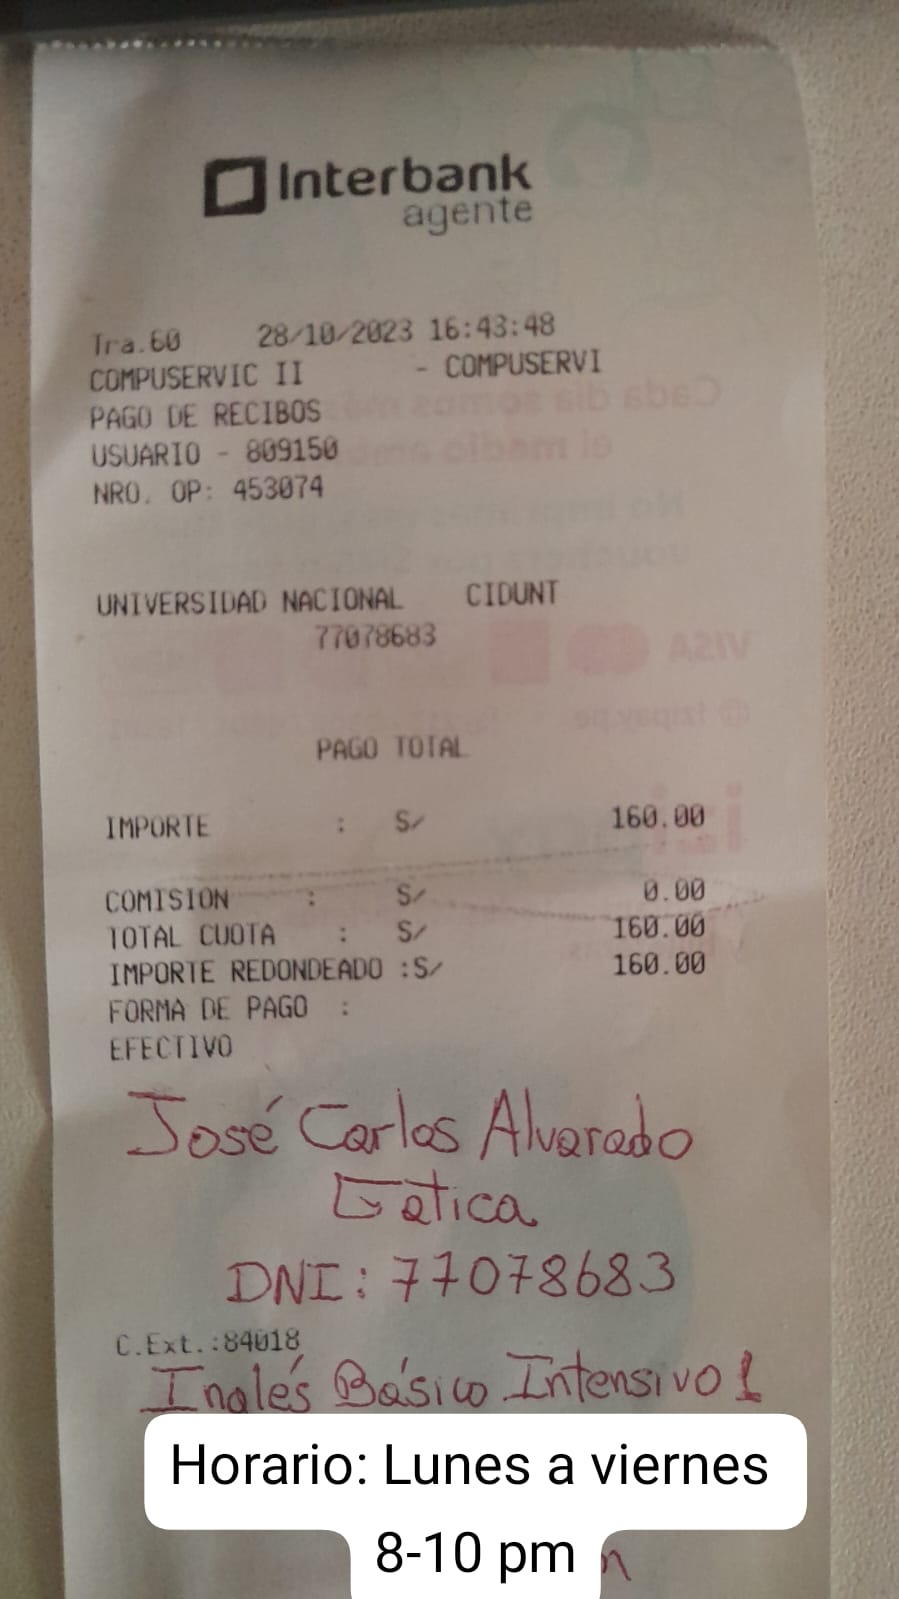 Interbank
agente
Tra.60 28/10/2023 16:43:48
COMPUSERVIC II - COMPUSERVI
PAGO DE RECIBOS
USUARIO - 809150
NRO. OP: 453074
UNIVERSIDAD NACIONAL CIDUNT
77078683
PAGO TOTAL
IMPORTE : S/ 160.00
COMISION : S/ 0.00
TOTAL CUOTA : S/ 160.00
IMPORTE REDONDEADO :S/ 160.00
FORMA DE PAGO :
EFECTIVO
José Carlos Alvarado
Gatica
DNI: 77078683
C.Ext.:84018
Inglés Básico Intensivo 1
Horario: Lunes a viernes
8-10 pm